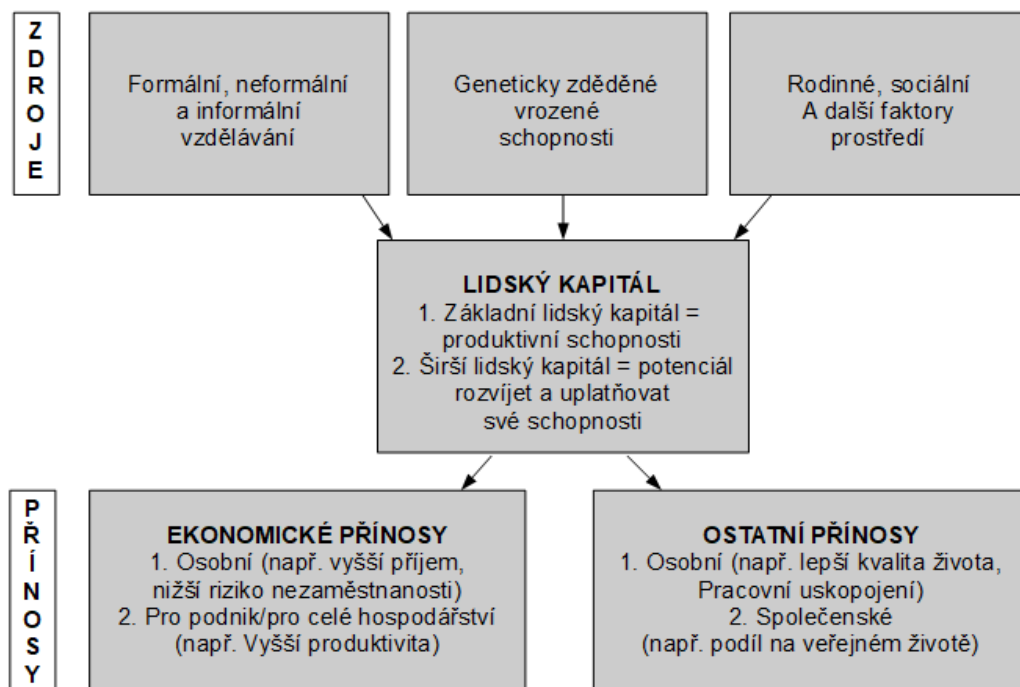 ZDROJE
Formální, neformální
a informální
vzdělávání
Geneticky zděděné
vrozené
schopnosti
Rodinné, sociální
A další faktory
prostředí
LIDSKÝ KAPITÁL
1. Základní lidský kapitál =
produktivní schopnosti
2. Širší lidský kapitál = potenciál
rozvíjet a uplatňovat
své schopnosti
PŘÍNOSY
EKONOMICKÉ PŘÍNOSY
1. Osobní (např. vyšší příjem,
nižší riziko nezaměstnanosti)
2. Pro podnik/pro celé hospodářství
(např. Vyšší produktivita)
OSTATNÍ PŘÍNOSY
1. Osobní (např. lepší kvalita života,
Pracovní uskopojení)
2. Společenské
(např. podíl na veřejném životě)